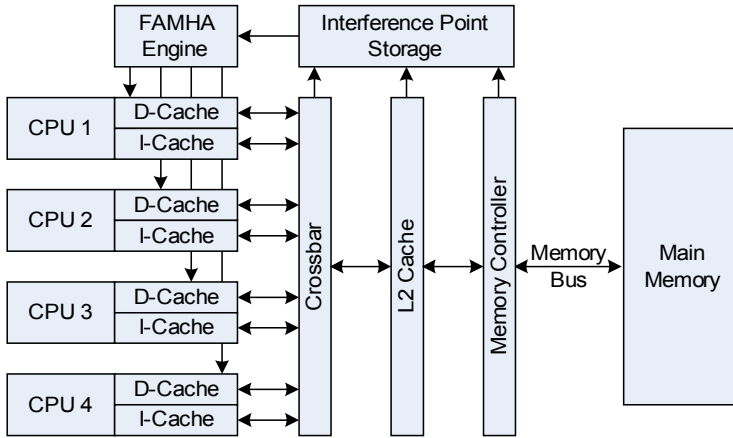 FAMHA
Engine
Interference Point
Storage
CPU 1
D-Cache
I-Cache
CPU 2
D-Cache
I-Cache
CPU 3
D-Cache
I-Cache
CPU 4
D-Cache
I-Cache
Crossbar
L2 Cache
Memory Controller
Memory
Bus
Main
Memory